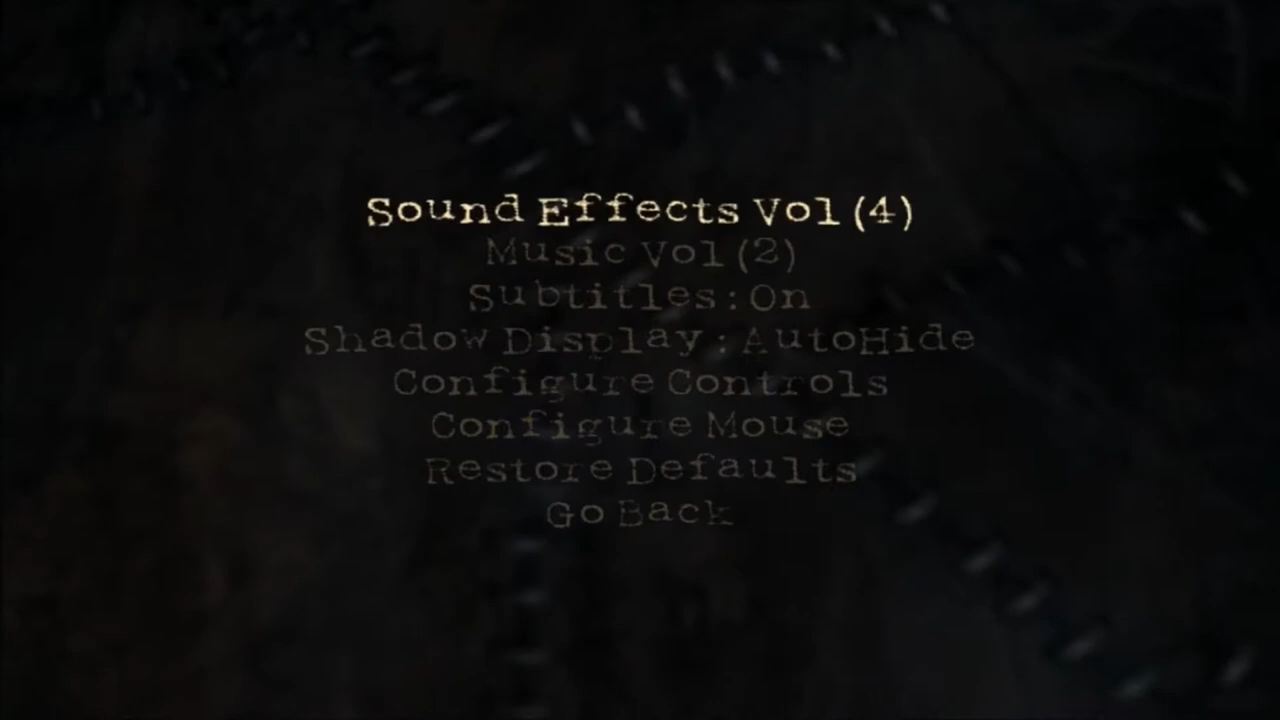 Sound Effects Vol (4)
Music Vol (2)
Subtitles : On
Shadow Display : AutoHide
Configure Controls
Configure Mouse
Restore Defaults
Go Back